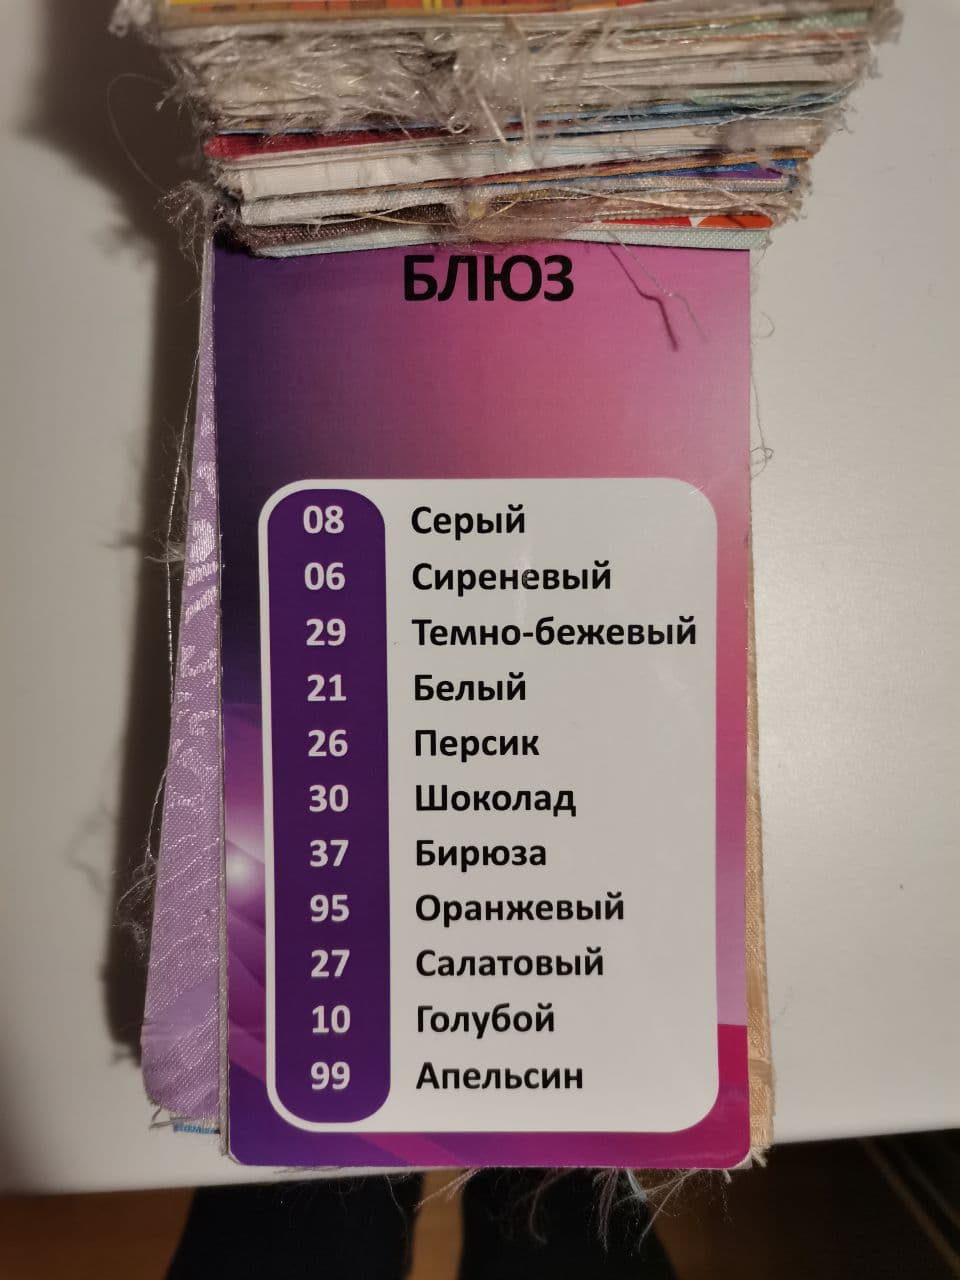 БЛЮЗ
08 Серый
06 Сиреневый
29 Темно-бежевый
21 Белый
26 Персик
30 Шоколад
37 Бирюза
95 Оранжевый
27 Салатовый
10 Голубой
99 Апельсин